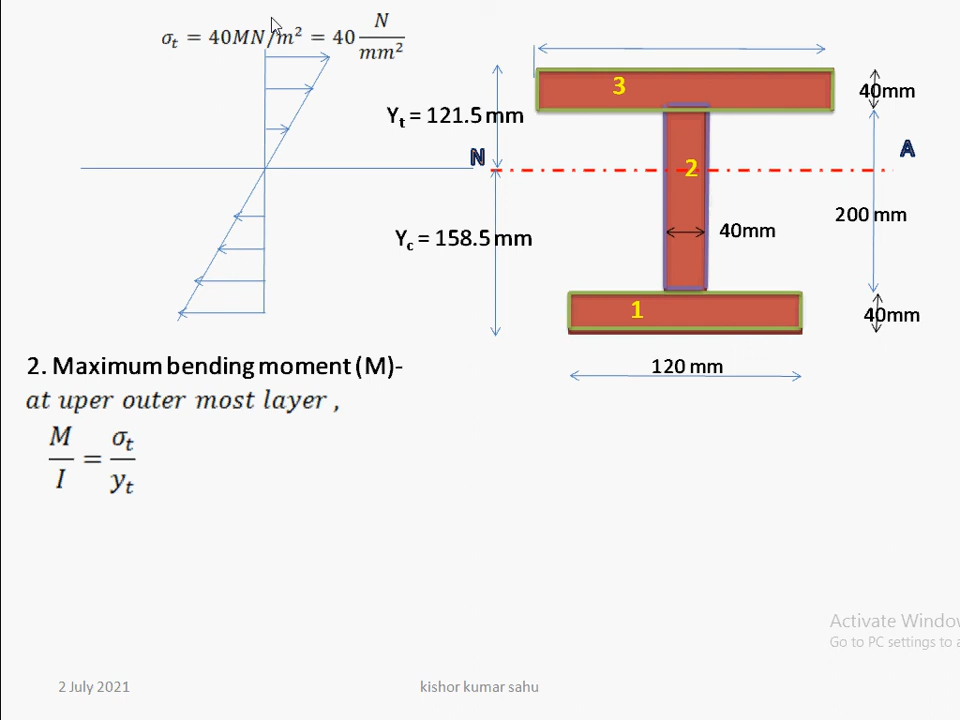 σt = 40MN/m² = 40 N/mm²
3
40mm
Yt = 121.5 mm
N
A
2
200 mm
40mm
Yc = 158.5 mm
1
40mm
120 mm
2. Maximum bending moment (M)-
at uper outer most layer ,
M/I = σt/yt
Activate Window
Go to PC settings to a
2 July 2021
kishor kumar sahu